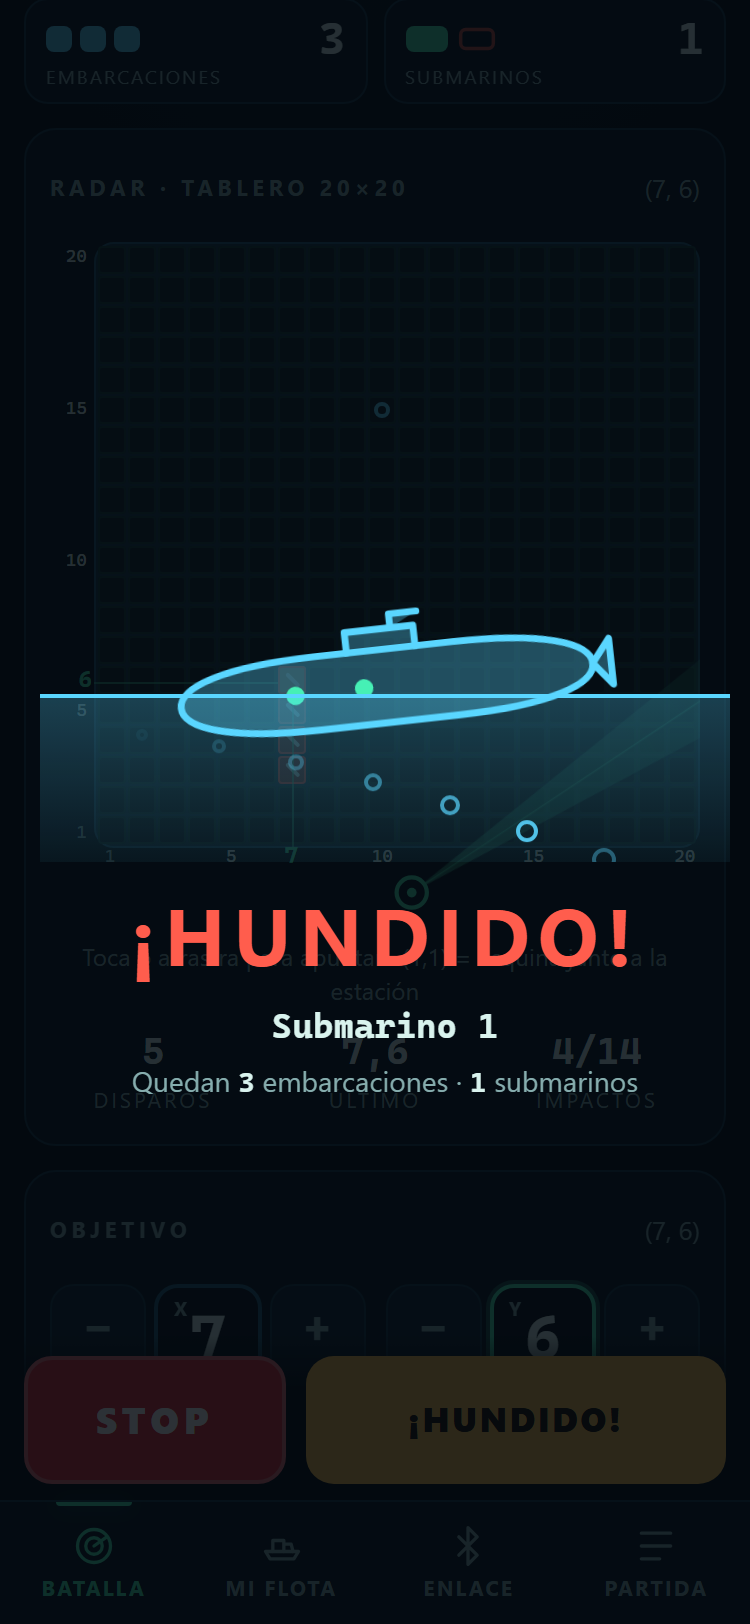 3
1
EMBARCACIONES
SUBMARINOS
RADAR · TABLERO 20×20
(7, 6)
20
15
10
6
5
1
1
5
7
10
15
20
¡HUNDIDO!
Toca
estación
Submarino 1
5
7,6
4/14
Quedan 3 embarcaciones · 1 submarinos
DISPAROS
ÚLTIMO
IMPACTOS
OBJETIVO
(7, 6)
−
X
7
+
−
Y
6
+
STOP
¡HUNDIDO!
BATALLA
MI FLOTA
ENLACE
PARTIDA